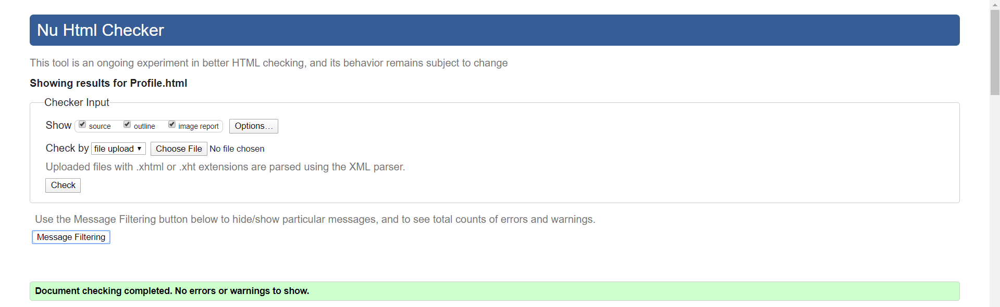 Nu Html Checker
This tool is an ongoing experiment in better HTML checking, and its behavior remains subject to change
Showing results for Profile.html
Checker Input
Show source outline image report Options...
Check by file upload Choose File No file chosen
Uploaded files with .xhtml or .xht extensions are parsed using the XML parser.
Check
Use the Message Filtering button below to hide/show particular messages, and to see total counts of errors and warnings.
Message Filtering
Document checking completed. No errors or warnings to show.